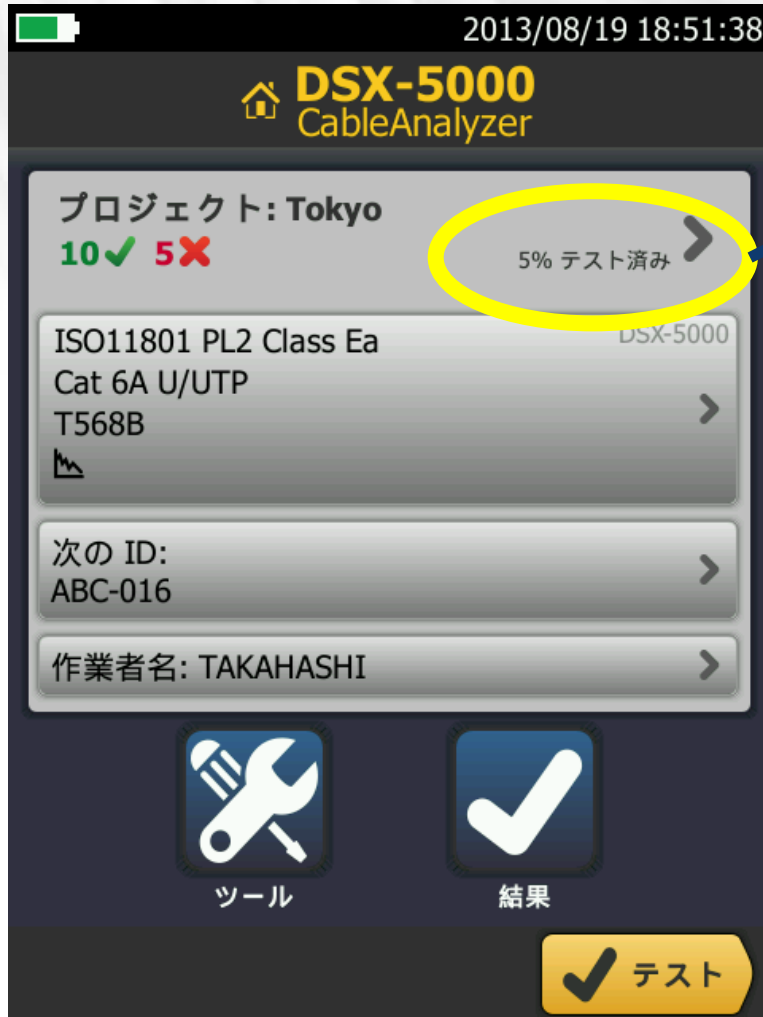 2013/08/19 18:51:38
DSX-5000
CableAnalyzer
プロジェクト: Tokyo
10 5
5% テスト済み
ISO11801 PL2 Class Ea
DSX-5000
Cat 6A U/UTP
T568B
次の ID:
ABC-016
作業者名: TAKAHASHI
ツール
結果
テスト